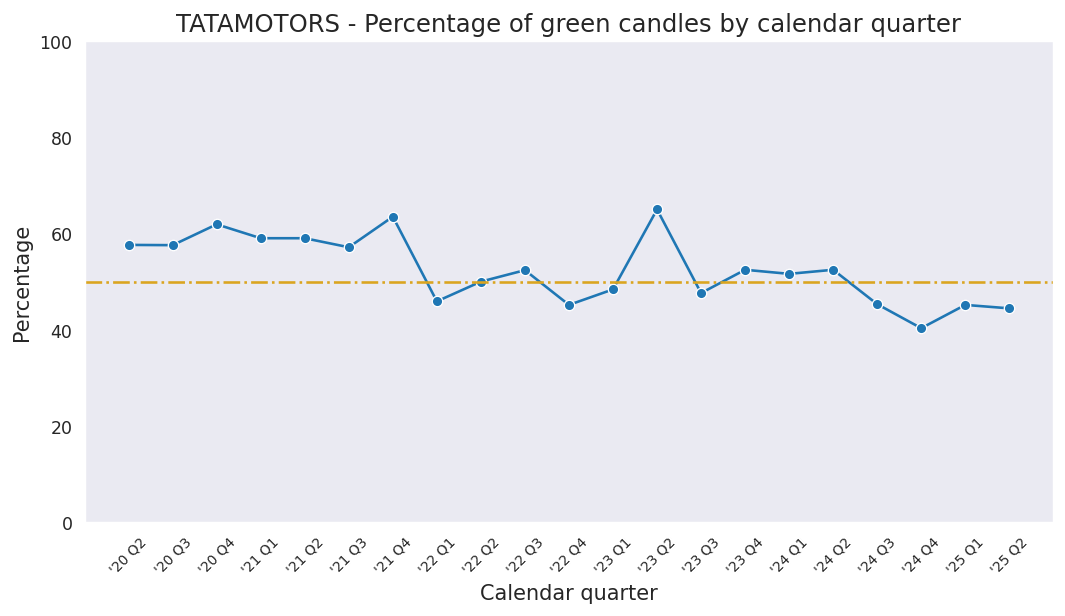 TATAMOTORS - Percentage of green candles by calendar quarter
100
80
60
40
20
0
Percentage
'20 Q2
'20 Q3
'20 Q4
'21 Q1
'21 Q2
'21 Q3
'21 Q4
'22 Q1
'22 Q2
'22 Q3
'22 Q4
'23 Q1
'23 Q2
'23 Q3
'23 Q4
'24 Q1
'24 Q2
'24 Q3
'24 Q4
'25 Q1
'25 Q2
Calendar quarter